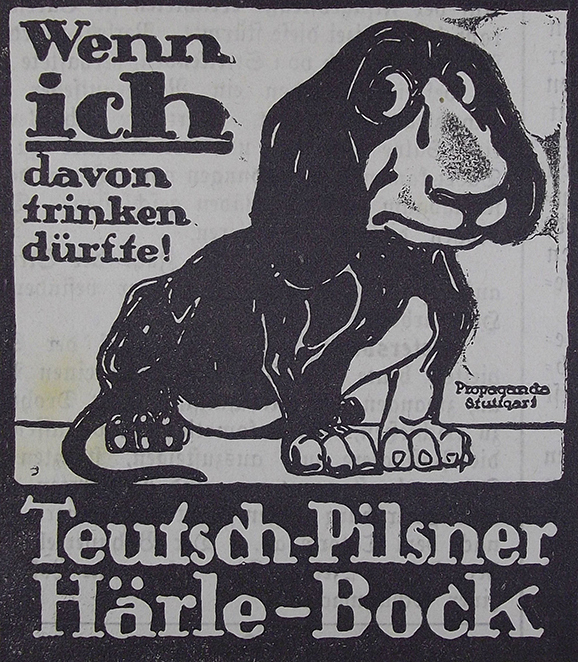 Wenn
ich
davon
trinken
dürfte!
Propaganda
Stuttgart
Teutsch-Pilsner
Härle-Bock